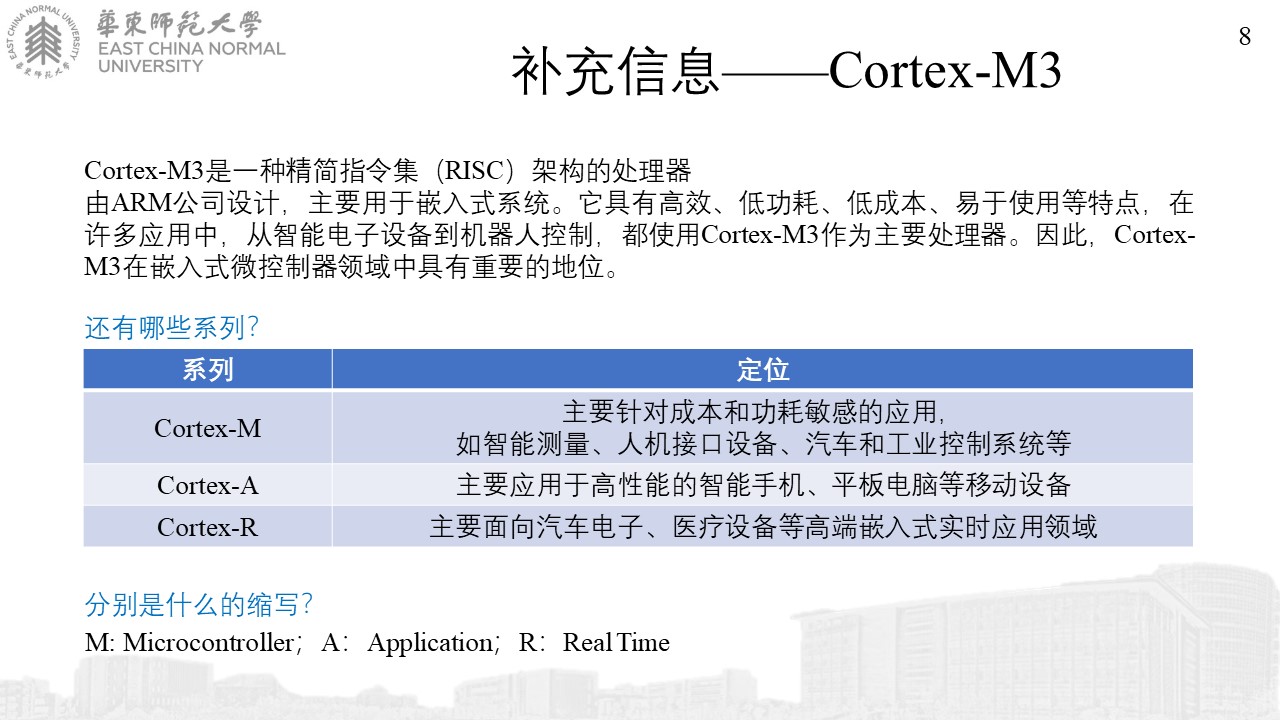 EAST CHINA NORMAL UNIVERSITY
華東師範大學
華東師範大學
EAST CHINA NORMAL
UNIVERSITY
8
补充信息——Cortex-M3
Cortex-M3是一种精简指令集（RISC）架构的处理器
由ARM公司设计，主要用于嵌入式系统。它具有高效、低功耗、低成本、易于使用等特点，在
许多应用中，从智能电子设备到机器人控制，都使用Cortex-M3作为主要处理器。因此，Cortex-
M3在嵌入式微控制器领域中具有重要的地位。
还有哪些系列？
系列 定位
Cortex-M 主要针对成本和功耗敏感的应用，
如智能测量、人机接口设备、汽车和工业控制系统等
Cortex-A 主要应用于高性能的智能手机、平板电脑等移动设备
Cortex-R 主要面向汽车电子、医疗设备等高端嵌入式实时应用领域
分别是什么的缩写？
M: Microcontroller；A：Application；R：Real Time